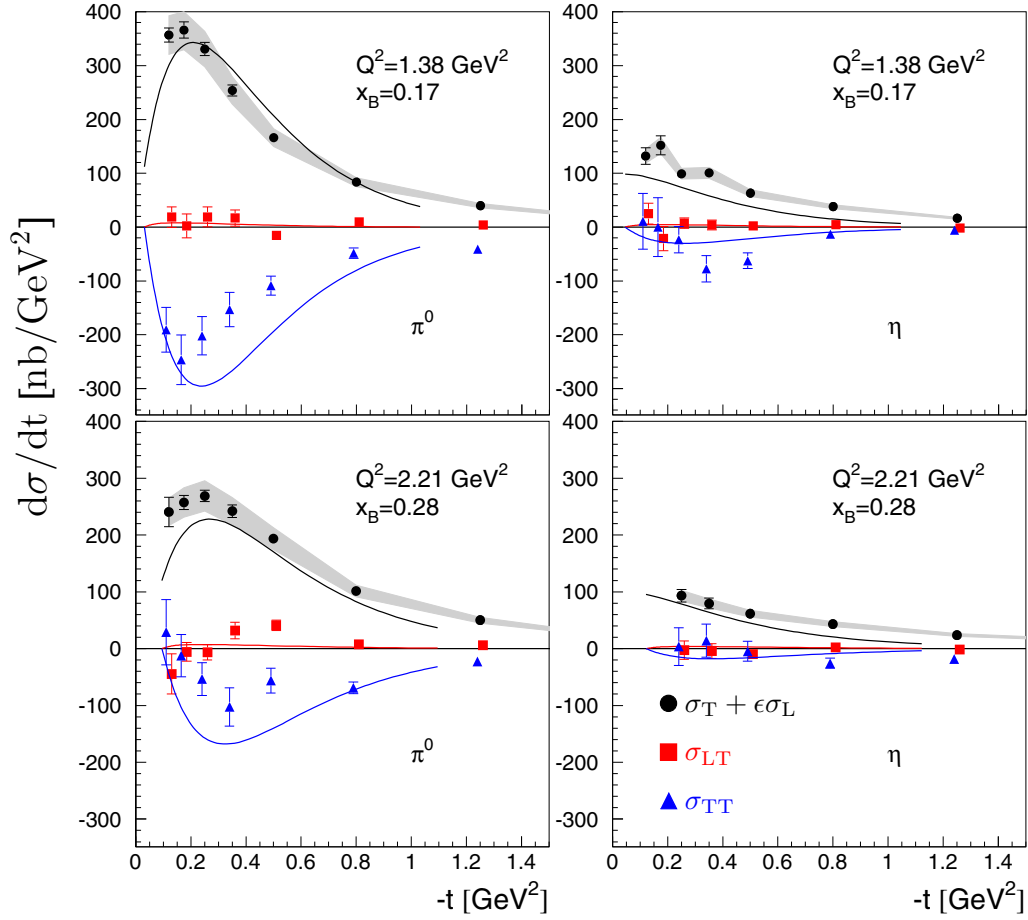 dσ/dt [nb/GeV²]
400
300
200
100
0
-100
-200
-300
Q²=1.38 GeV²
x_B=0.17
π⁰
400
300
200
100
0
-100
-200
-300
Q²=1.38 GeV²
x_B=0.17
η
400
300
200
100
0
-100
-200
-300
Q²=2.21 GeV²
x_B=0.28
π⁰
0 0.2 0.4 0.6 0.8 1 1.2 1.4
-t [GeV²]
400
300
200
100
0
-100
-200
-300
Q²=2.21 GeV²
x_B=0.28
σ_T + ϵσ_L
σ_LT
η
σ_TT
0 0.2 0.4 0.6 0.8 1 1.2 1.4
-t [GeV²]